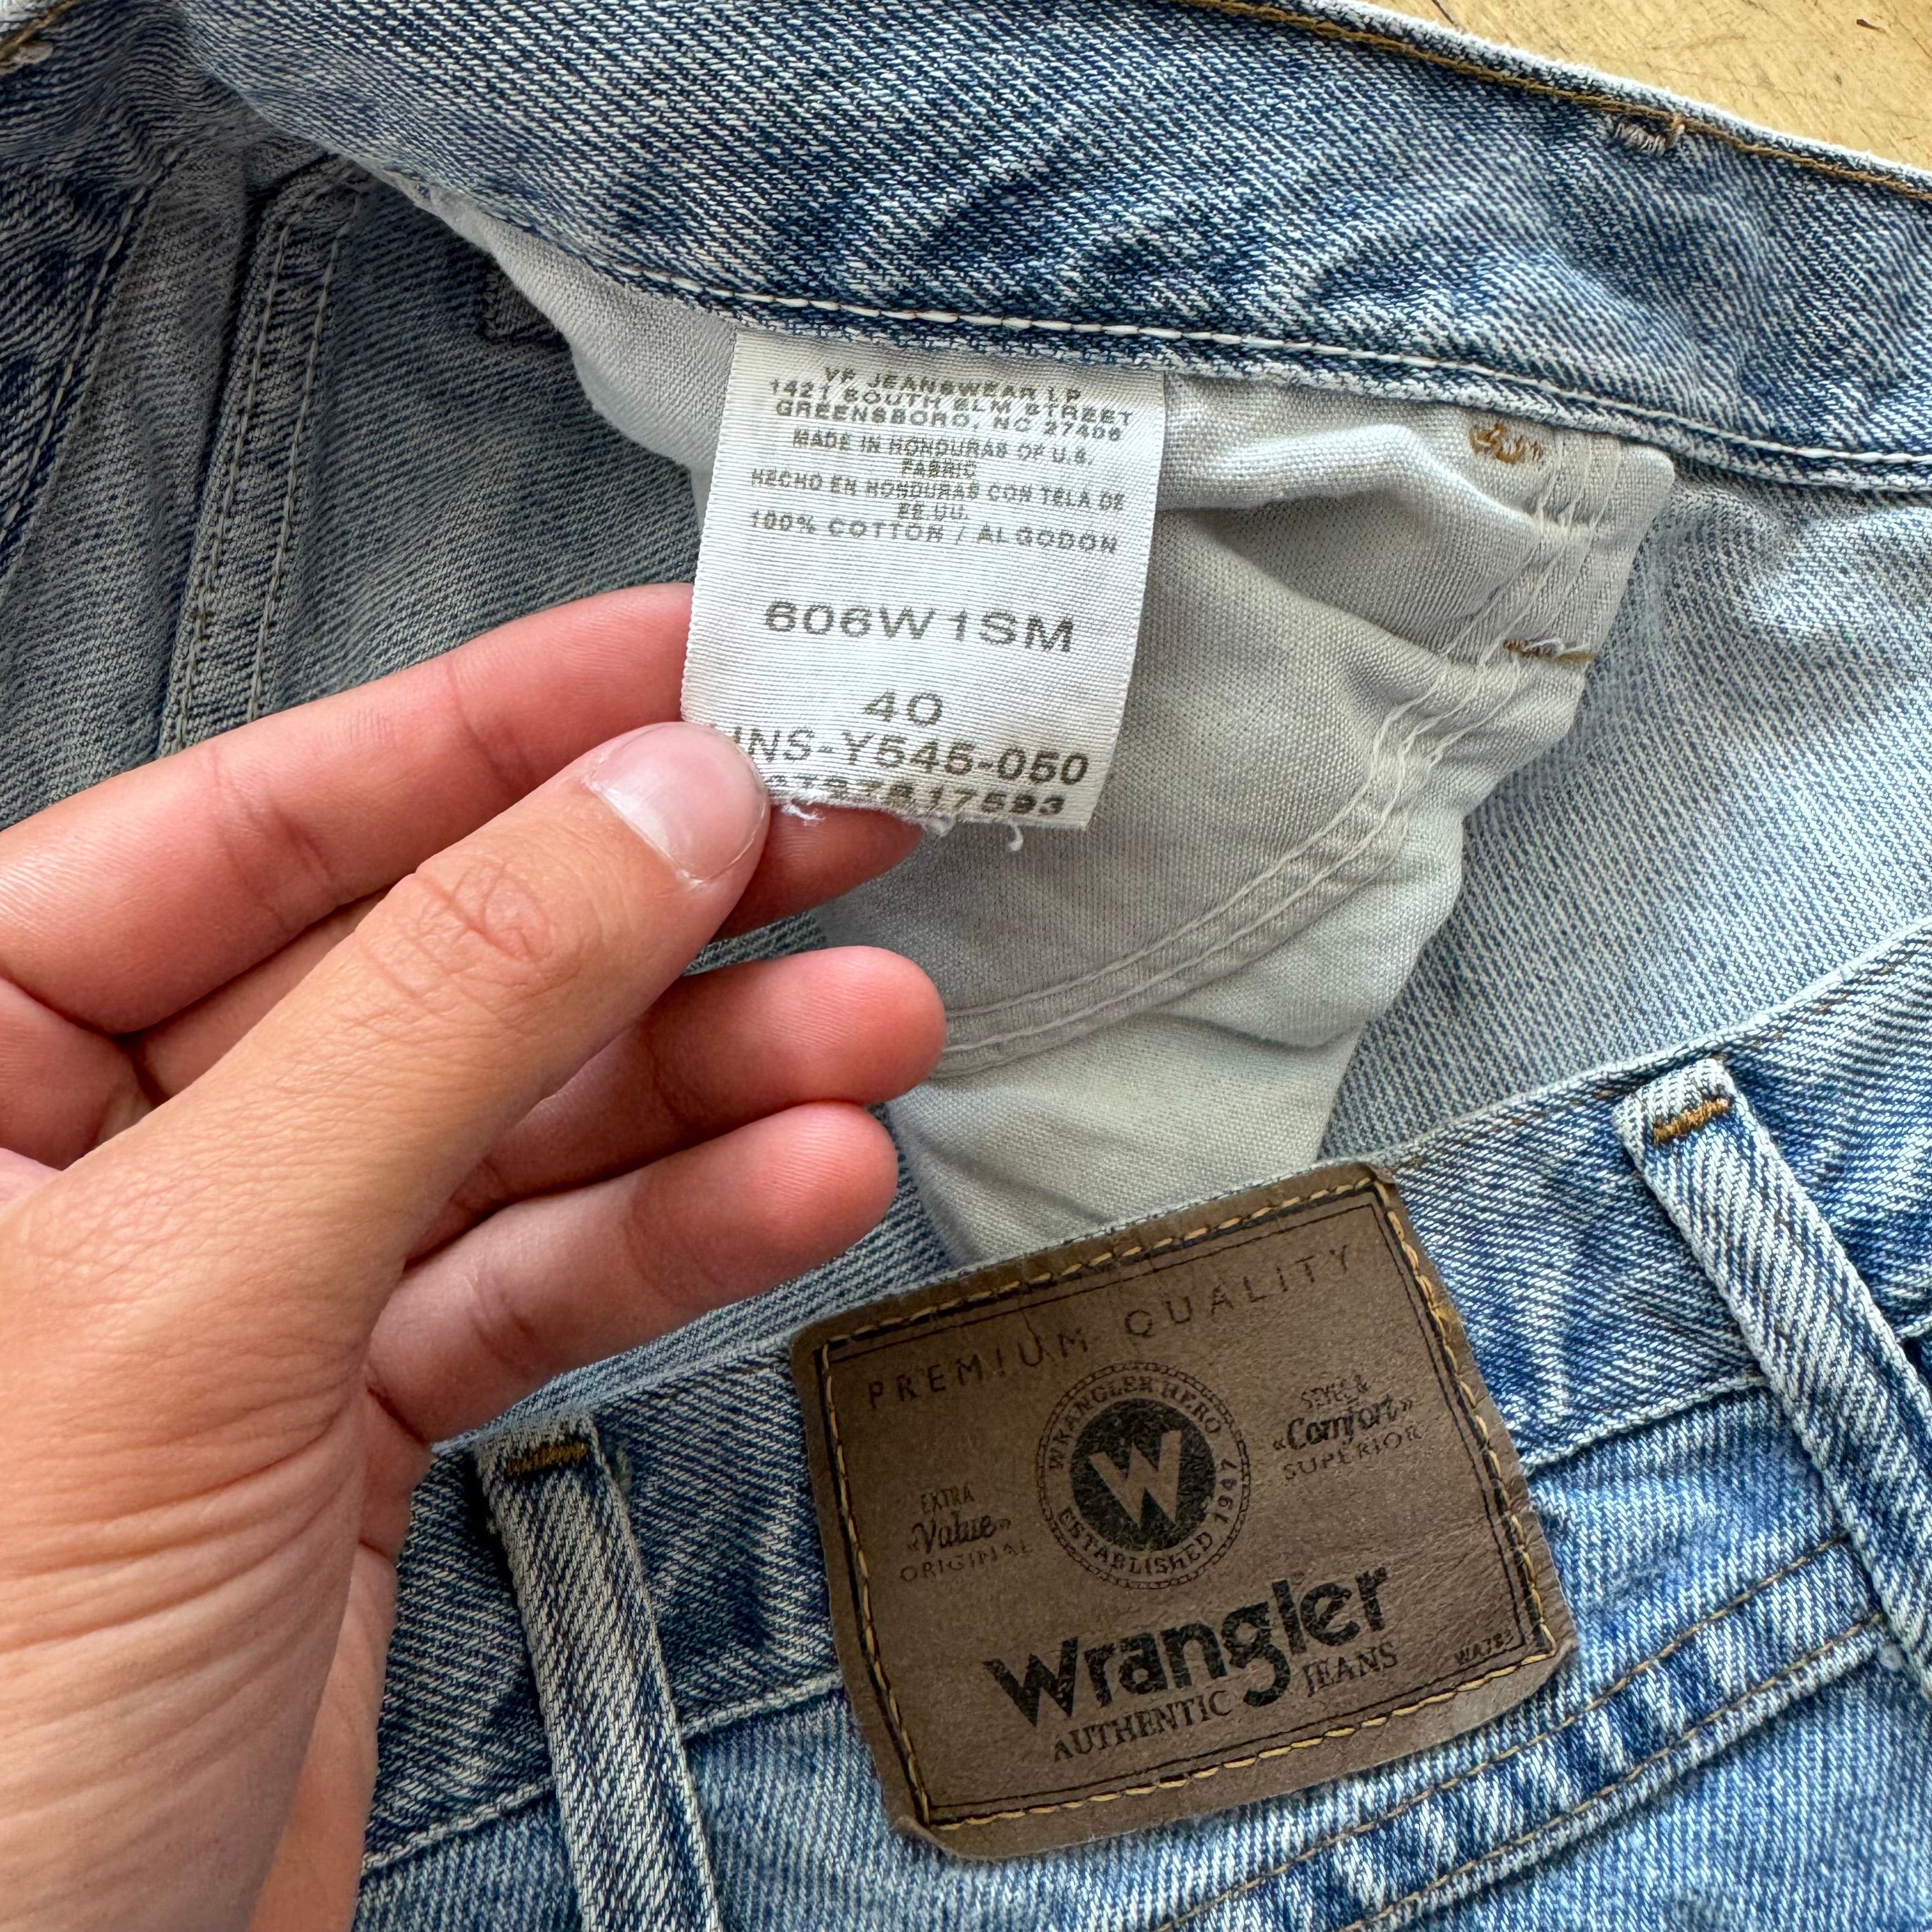 VF JEANSWEAR LP
1421 SOUTH ELM STREET
GREENSBORO, NC 27406
MADE IN HONDURAS OF U.S.
FABRIC
HECHO EN HONDURAS CON TELA DE
EE.UU.
100% COTTON / ALGODON
606W1SM
40
HNS-Y545-050
PREMIUM QUALITY
WRANGLER HERO
ESTABLISHED 1947
W
EXTRA
«Value»
ORIGINAL
STYLE &
«Comfort»
SUPERIOR
Wrangler
AUTHENTIC JEANS